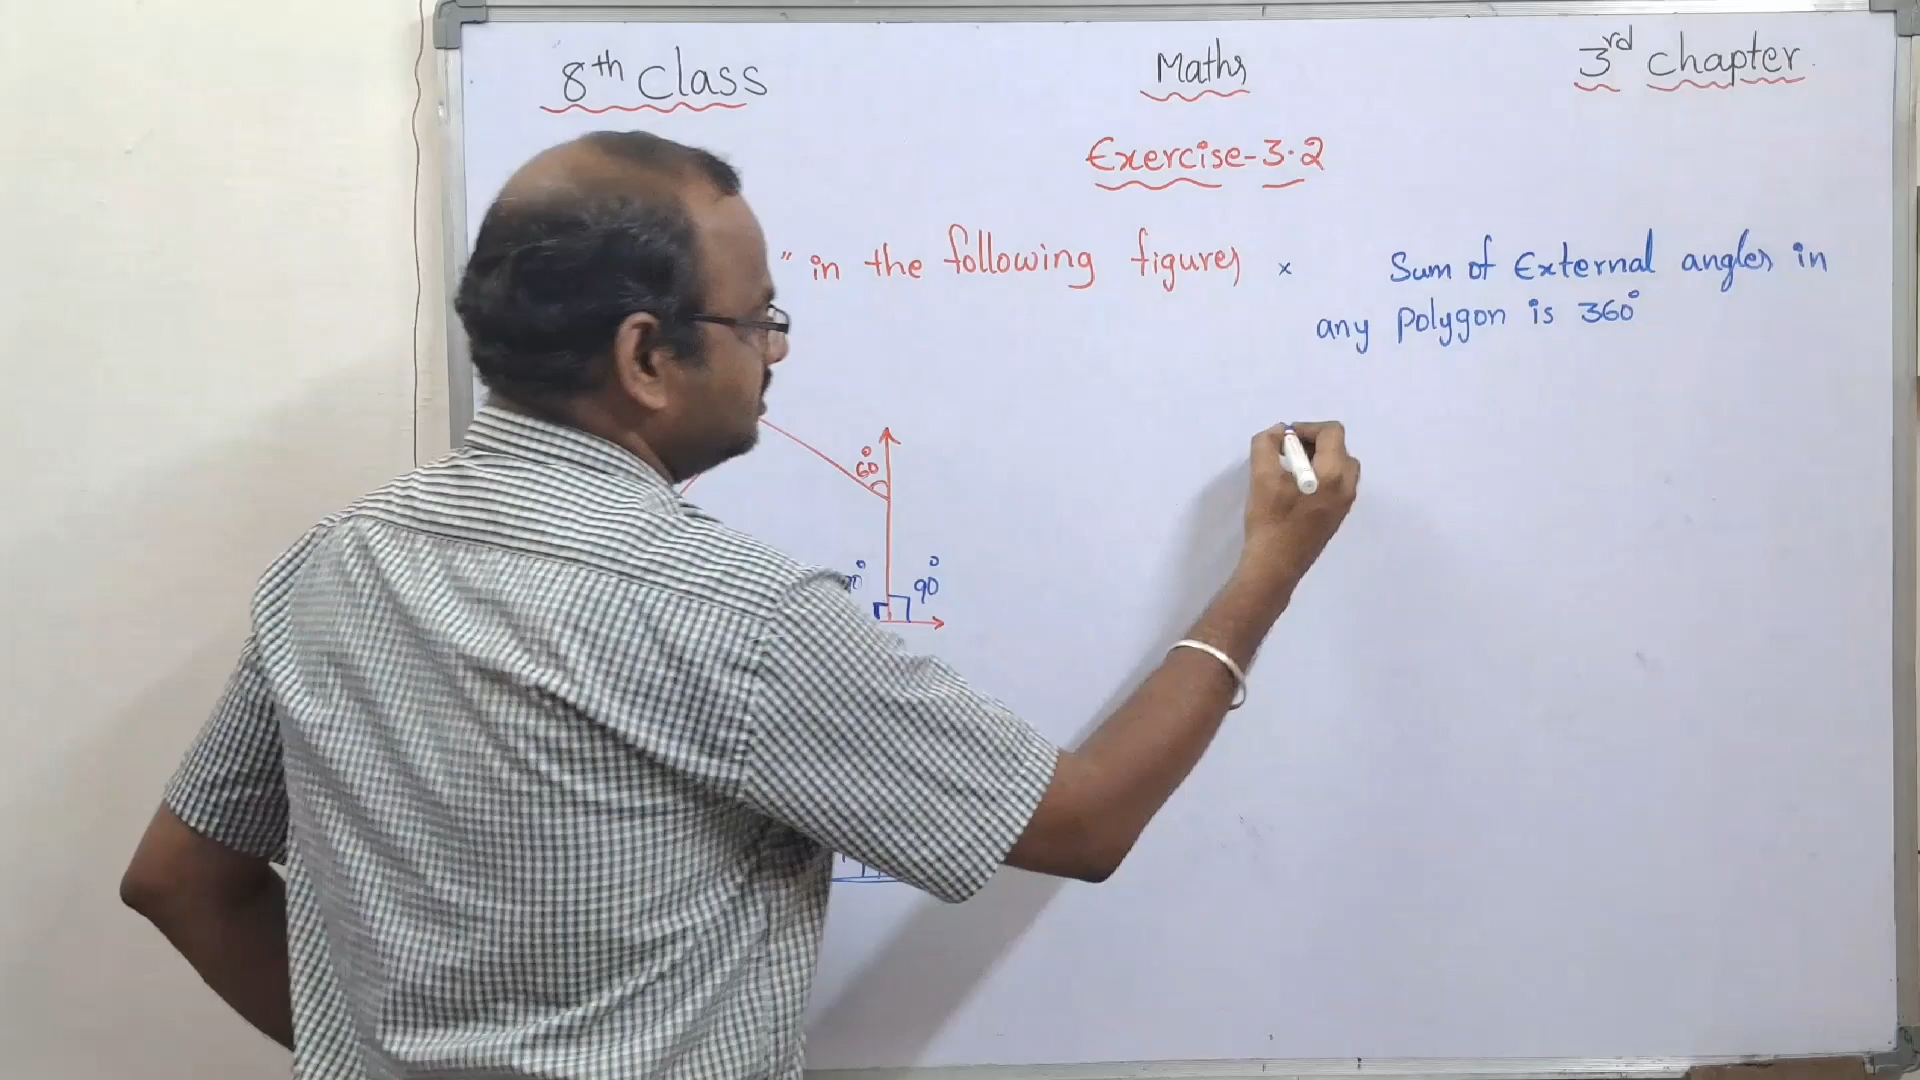 8th Class
Maths
3rd chapter
Exercise-3.2
" in the following figures ×
Sum of External angles in
any polygon is 360°
60°
90°